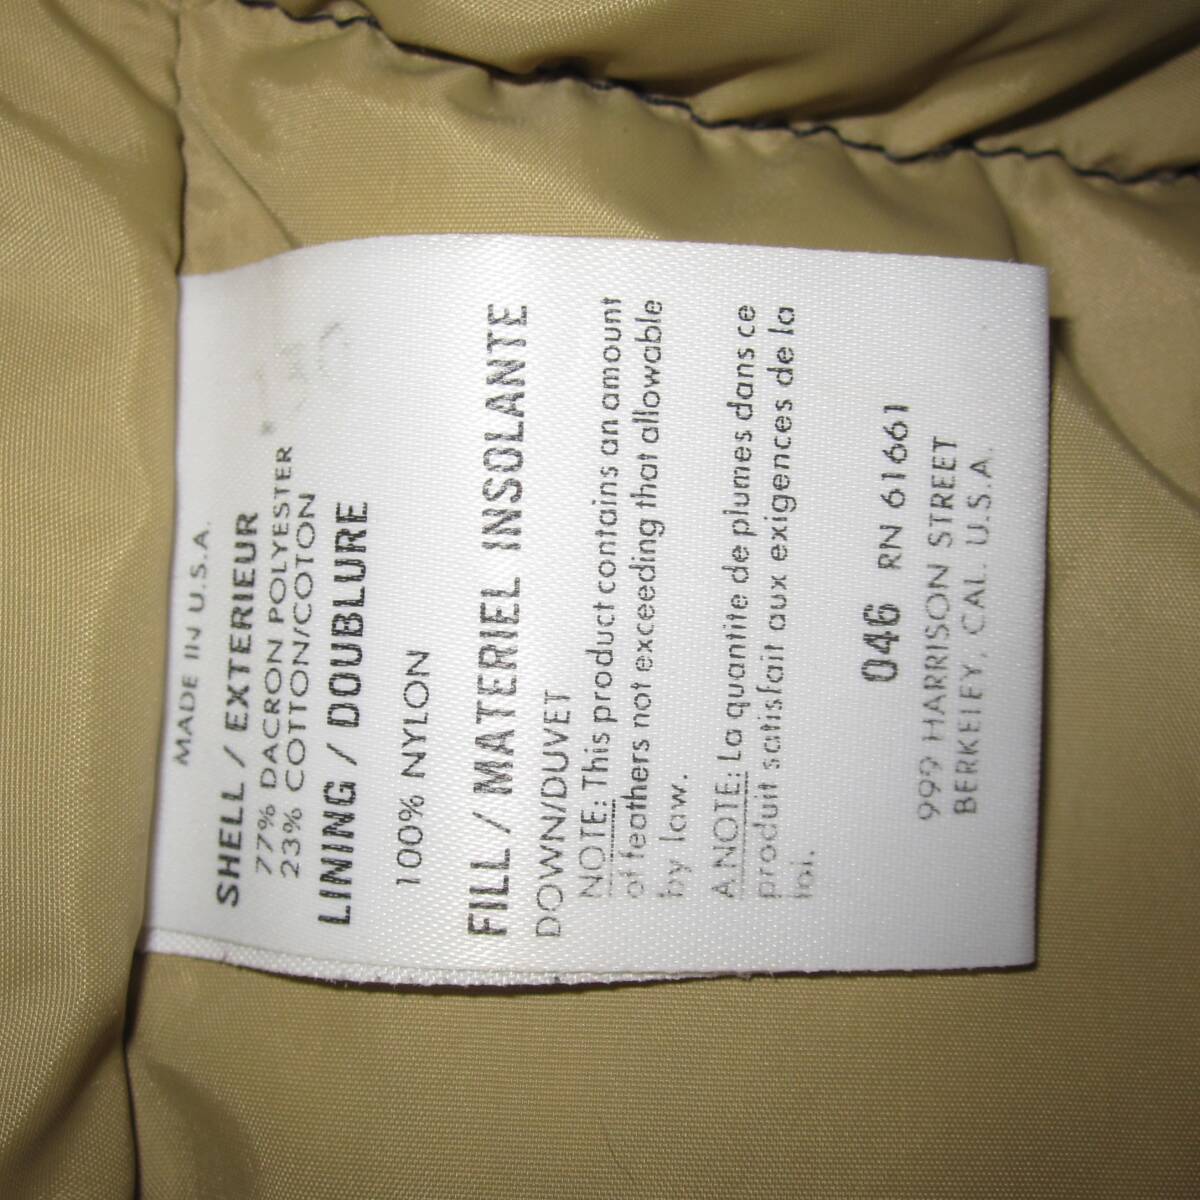 MADE IN U.S.A.
SHELL / EXTERIEUR
77% DACRON POLYESTER
23% COTTON/COTON
LINING / DOUBLURE
100% NYLON
FILL / MATERIEL INSOLANTE
DOWN/DUVET
NOTE: This product contains an amount
of feathers not exceeding that allowable
by law.
A NOTE: La quantite de plumes dans ce
produit satisfait aux exigences de la
loi.
046 RN 61661
999 HARRISON STREET
BERKELEY, CAL. U.S.A.